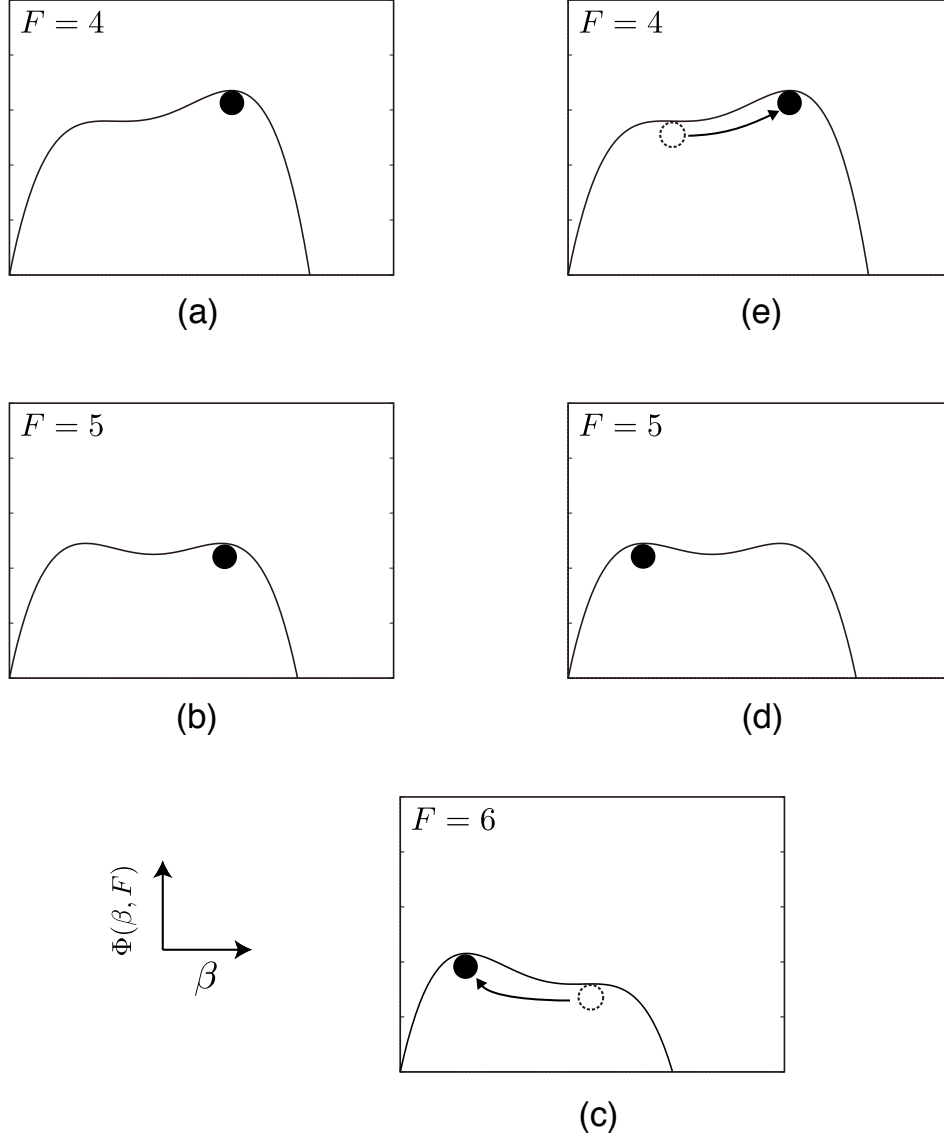 F = 4
F = 4
(a)
(e)
F = 5
F = 5
(b)
(d)
F = 6
Φ(β, F)
β
(c)